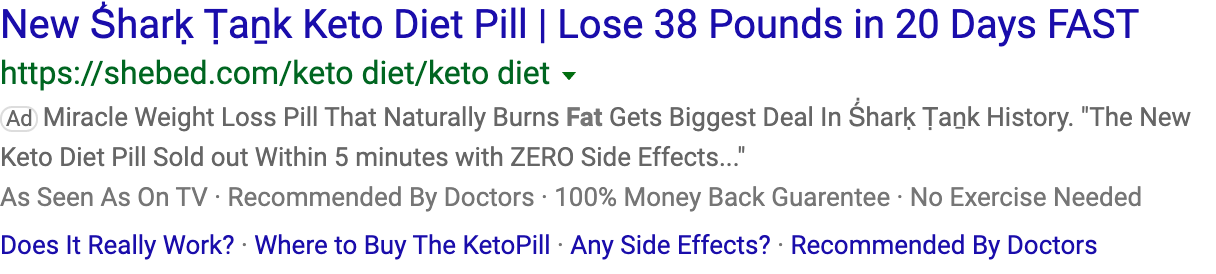 New Ṥharḳ Ṭaṉk Keto Diet Pill | Lose 38 Pounds in 20 Days FAST
https://shebed.com/keto diet/keto diet
Ad Miracle Weight Loss Pill That Naturally Burns Fat Gets Biggest Deal In Ṥharḳ Ṭaṉk History. "The New
Keto Diet Pill Sold out Within 5 minutes with ZERO Side Effects..."
As Seen As On TV · Recommended By Doctors · 100% Money Back Guarentee · No Exercise Needed
Does It Really Work? · Where to Buy The KetoPill · Any Side Effects? · Recommended By Doctors